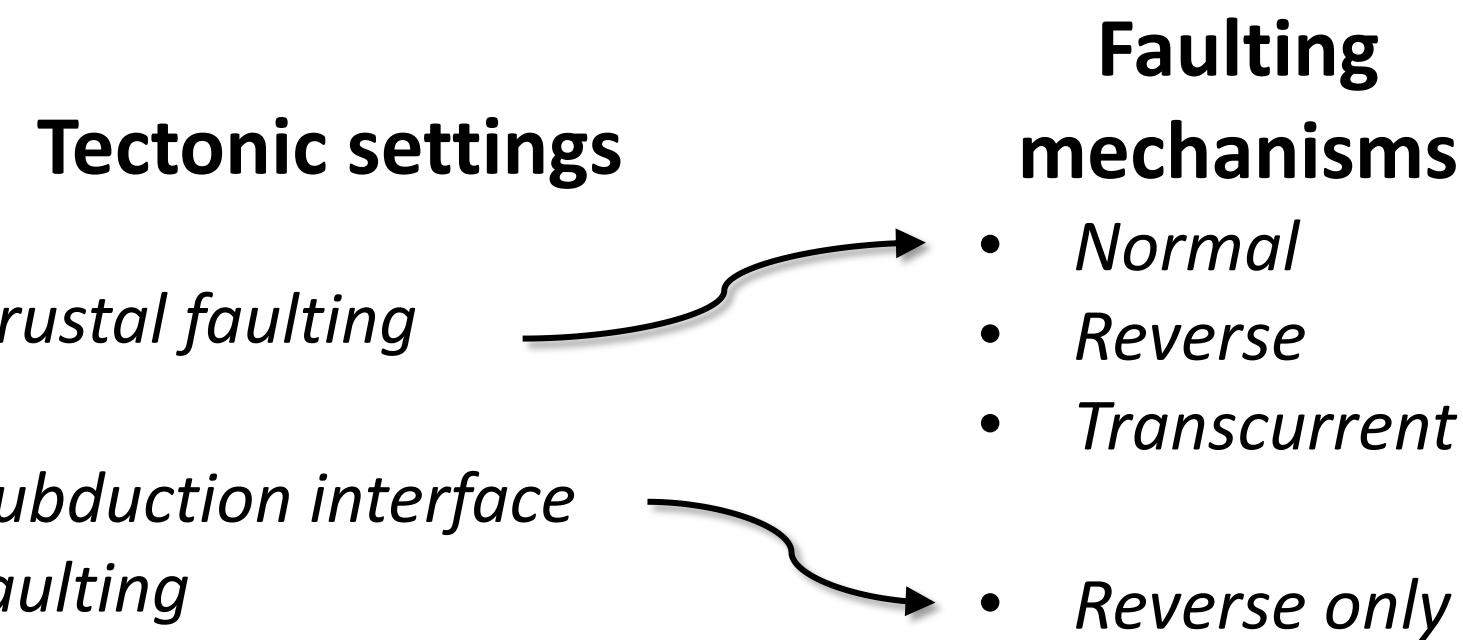 Tectonic settings
rustal faulting
ubduction interface
aulting
Faulting
mechanisms
• Normal
• Reverse
• Transcurrent
• Reverse only